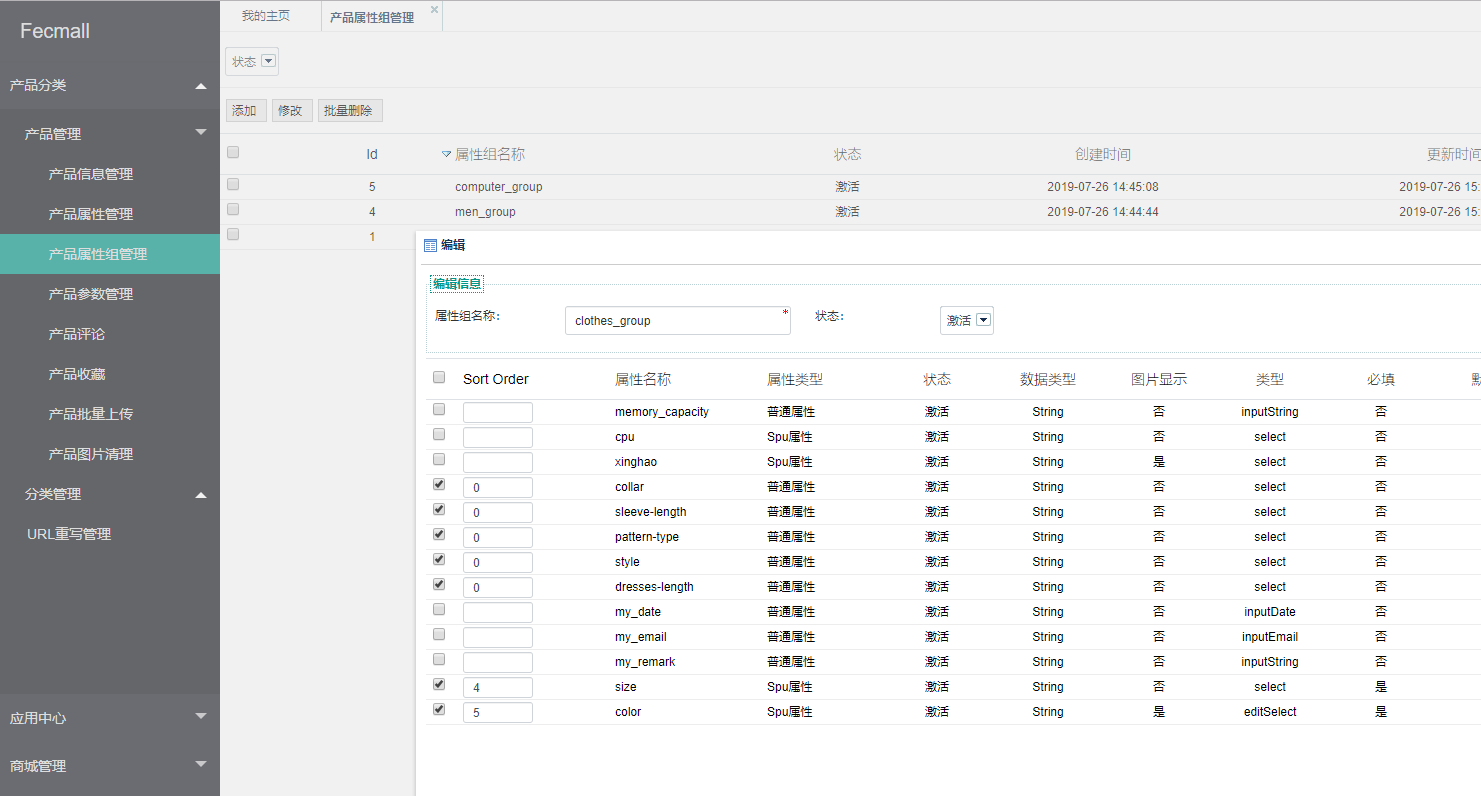 Fecmall
产品分类
产品管理
产品信息管理
产品属性管理
产品属性组管理
产品参数管理
产品评论
产品收藏
产品批量上传
产品图片清理
分类管理
URL重写管理
应用中心
商城管理
我的主页 产品属性组管理
状态
添加 修改 批量删除
Id 属性组名称 状态 创建时间 更新时间
5 computer_group 激活 2019-07-26 14:45:08 2019-07-26 15:
4 men_group 激活 2019-07-26 14:44:44 2019-07-26 15:
1
编辑
编辑信息
属性组名称: clothes_group * 状态: 激活
Sort Order 属性名称 属性类型 状态 数据类型 图片显示 类型 必填
memory_capacity 普通属性 激活 String 否 inputString 否
cpu Spu属性 激活 String 否 select 否
xinghao Spu属性 激活 String 是 select 否
0 collar 普通属性 激活 String 否 select 否
0 sleeve-length 普通属性 激活 String 否 select 否
0 pattern-type 普通属性 激活 String 否 select 否
0 style 普通属性 激活 String 否 select 否
0 dresses-length 普通属性 激活 String 否 select 否
my_date 普通属性 激活 String 否 inputDate 否
my_email 普通属性 激活 String 否 inputEmail 否
my_remark 普通属性 激活 String 否 inputString 否
4 size Spu属性 激活 String 否 select 是
5 color Spu属性 激活 String 是 editSelect 是